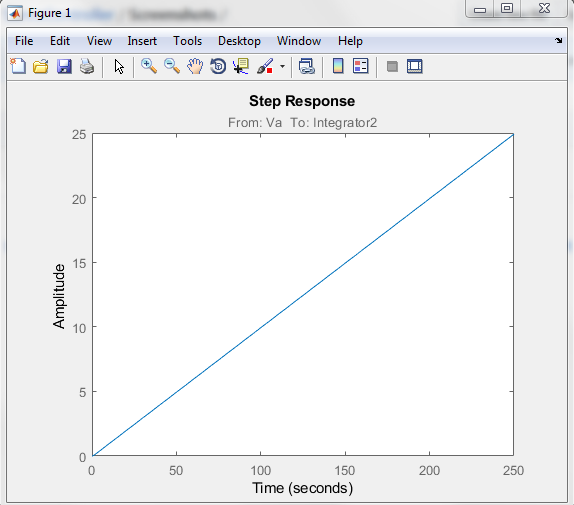 Screenshots /
Figure 1
File Edit View Insert Tools Desktop Window Help
Step Response
From: Va To: Integrator2
25
20
15
10
5
0
Amplitude
0 50 100 150 200 250
Time (seconds)